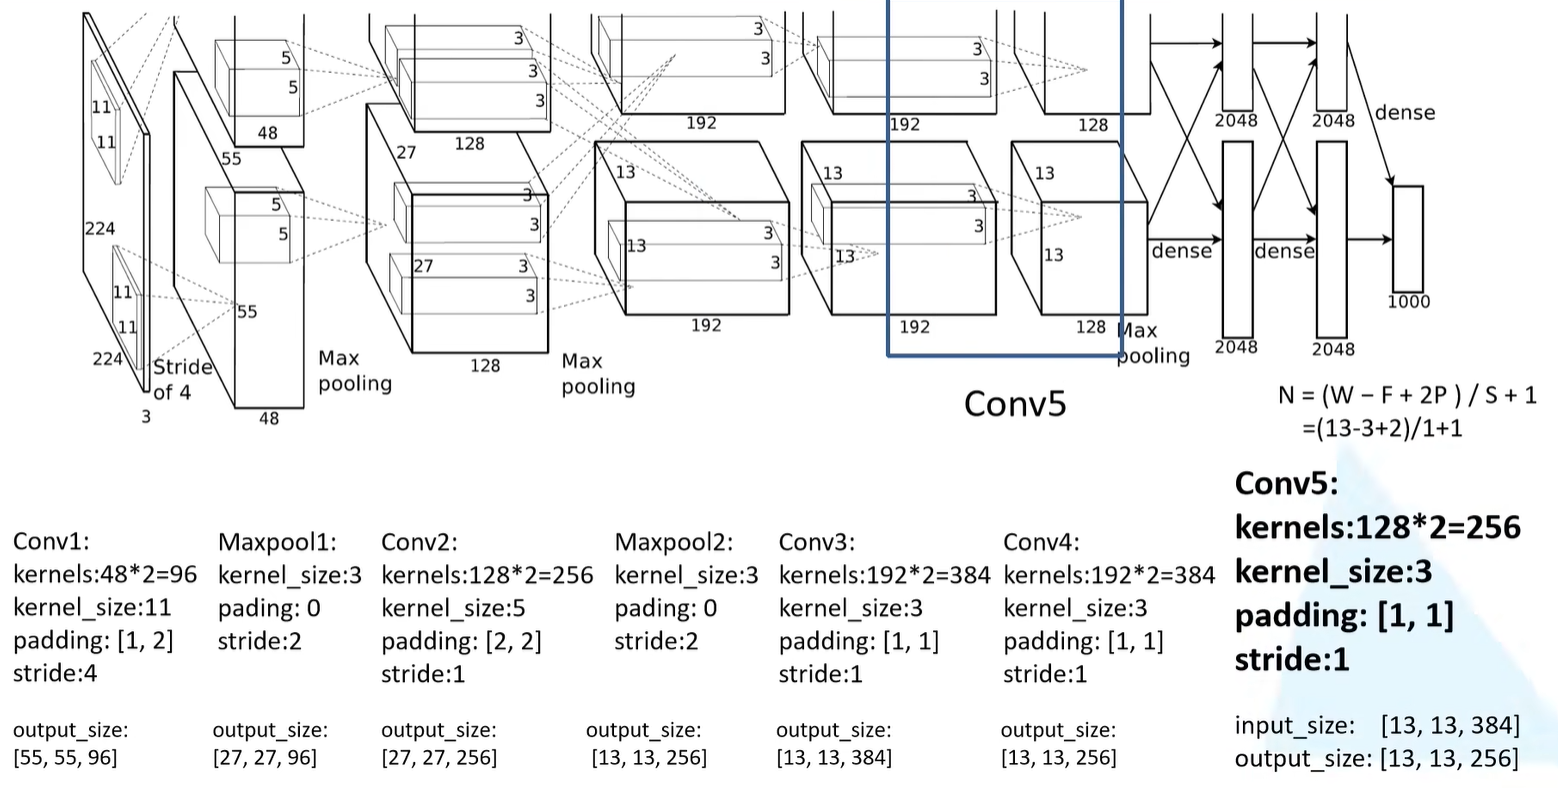 3
3
3
5
3
3
5
3
3
3
11
48
192
192
128
2048
2048
dense
11
55
27
128
13
13
13
5
3
3
5
3
3
224
13
13
13
dense
dense
27
3
11
3
55
11
1000
192
192
128
Max
pooling
2048
2048
224
Stride
of 4
Max
pooling
128
Max
pooling
3
48
Conv5
N = (W − F + 2P ) / S + 1
=(13-3+2)/1+1
Conv1:
kernels:48*2=96
kernel_size:11
padding: [1, 2]
stride:4
output_size:
[55, 55, 96]
Maxpool1:
kernel_size:3
pading: 0
stride:2
output_size:
[27, 27, 96]
Conv2:
kernels:128*2=256
kernel_size:5
padding: [2, 2]
stride:1
output_size:
[27, 27, 256]
Maxpool2:
kernel_size:3
pading: 0
stride:2
output_size:
[13, 13, 256]
Conv3:
kernels:192*2=384
kernel_size:3
padding: [1, 1]
stride:1
output_size:
[13, 13, 384]
Conv4:
kernels:192*2=384
kernel_size:3
padding: [1, 1]
stride:1
output_size:
[13, 13, 256]
Conv5:
kernels:128*2=256
kernel_size:3
padding: [1, 1]
stride:1
input_size: [13, 13, 384]
output_size: [13, 13, 256]